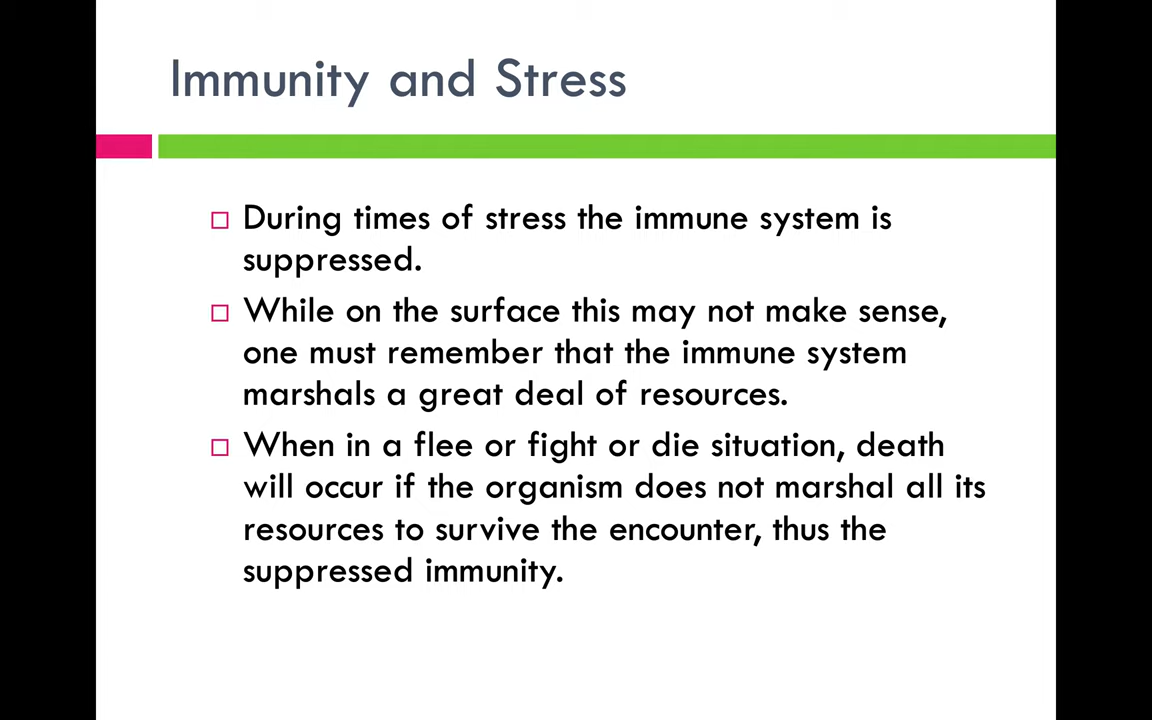 Immunity and Stress
During times of stress the immune system is
suppressed.
While on the surface this may not make sense,
one must remember that the immune system
marshals a great deal of resources.
When in a flee or fight or die situation, death
will occur if the organism does not marshal all its
resources to survive the encounter, thus the
suppressed immunity.